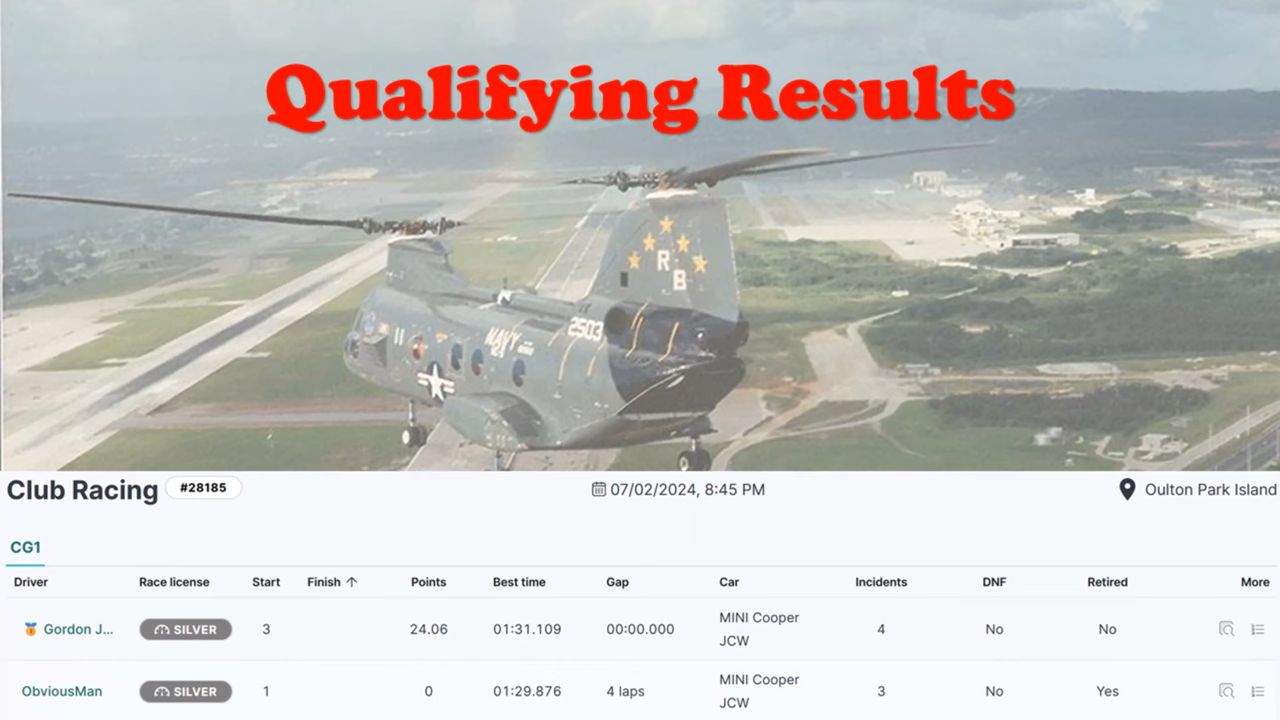 Qualifying Results
R
B
2503
11
NAVY
Club Racing #28185 07/02/2024, 8:45 PM Oulton Park Island
CG1
Driver Race license Start Finish ↑ Points Best time Gap Car Incidents DNF Retired More
Gordon J... SILVER 3 24.06 01:31.109 00:00.000 MINI Cooper JCW 4 No No
ObviousMan SILVER 1 0 01:29.876 4 laps MINI Cooper JCW 3 No Yes